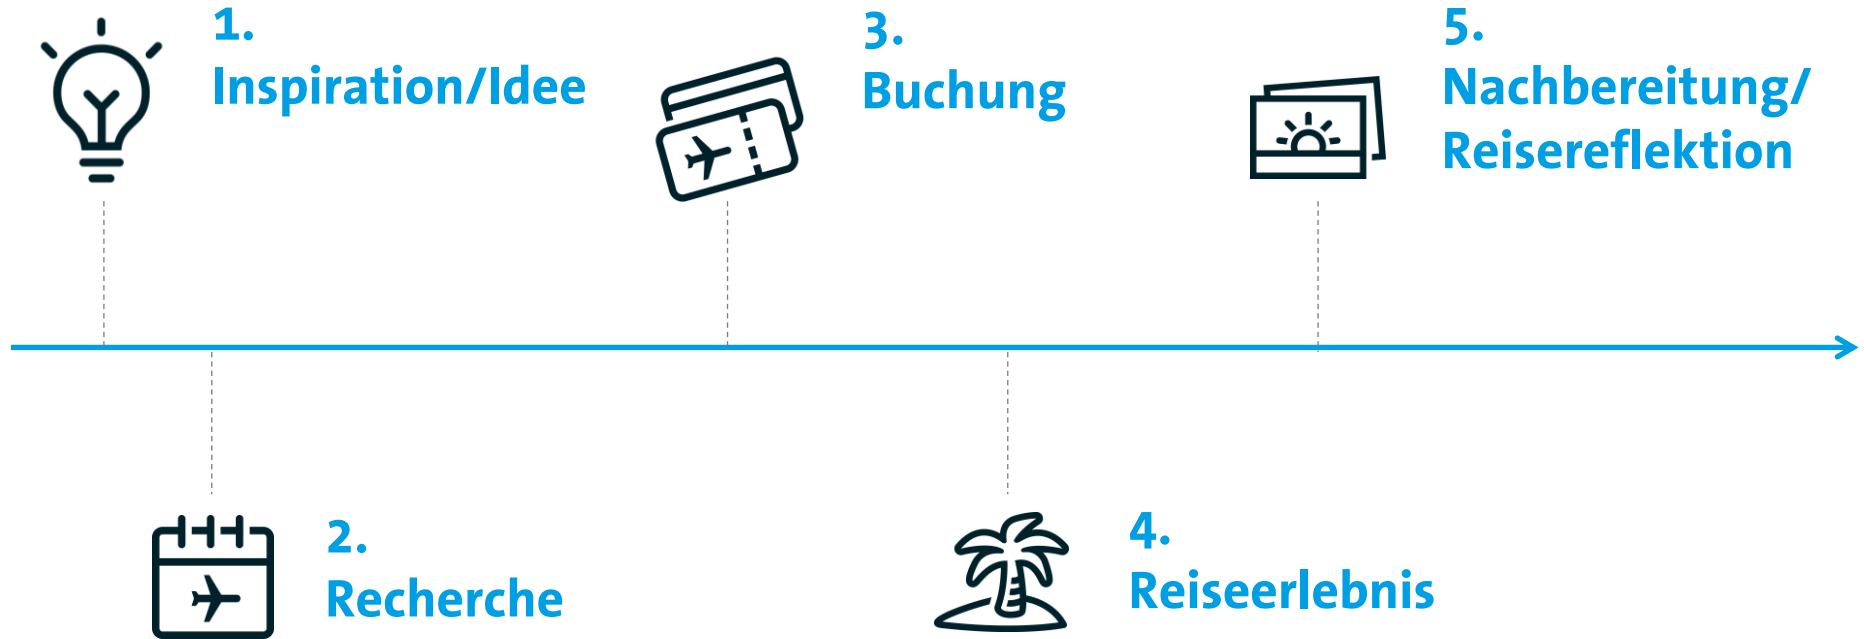 1.
Inspiration/Idee
2.
Recherche
3.
Buchung
4.
Reiseerlebnis
5.
Nachbereitung/
Reisereflektion